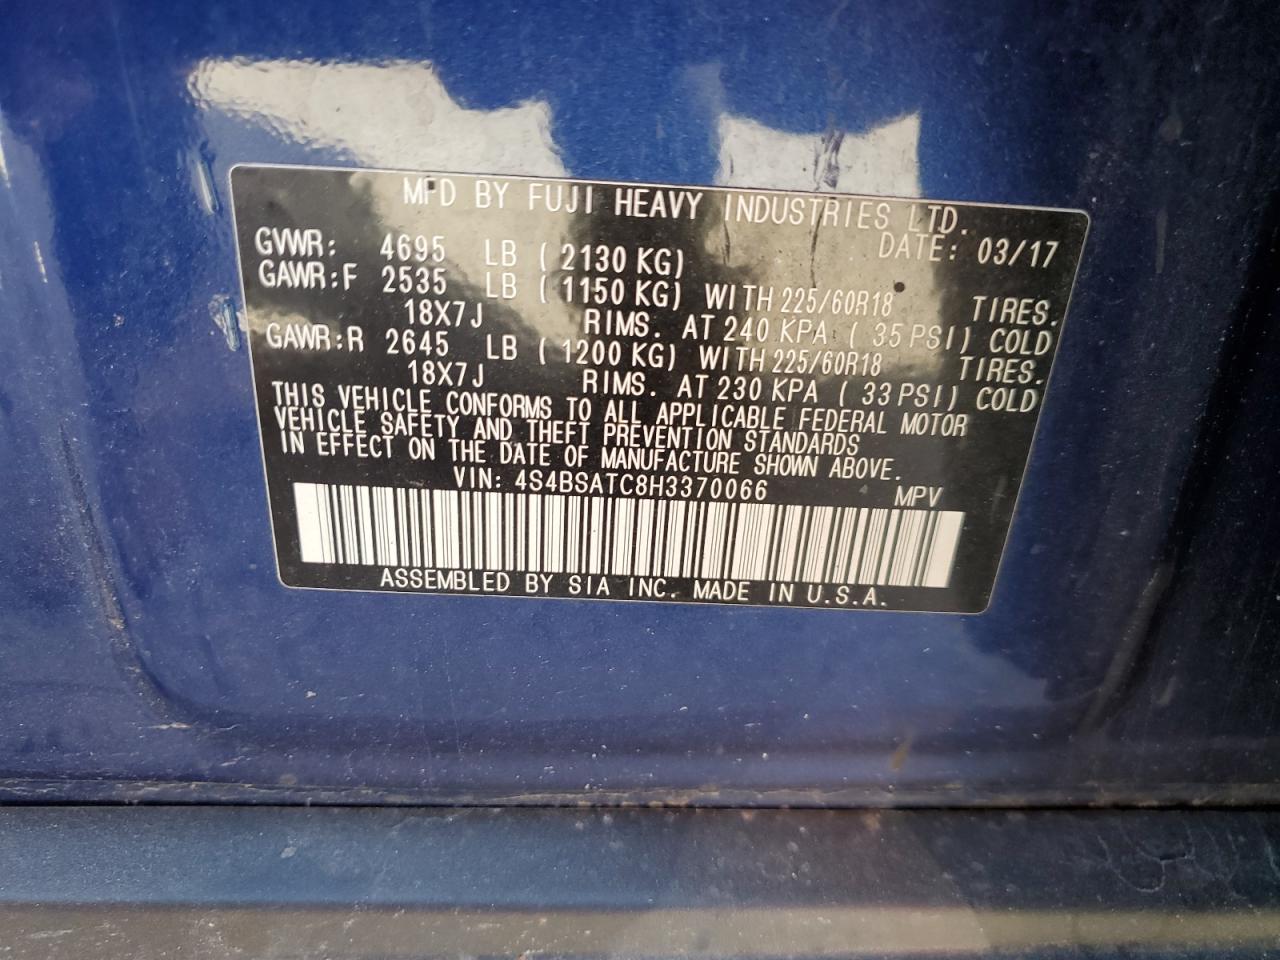 MFD BY FUJI HEAVY INDUSTRIES LTD.
DATE: 03/17
GVWR: 4695 LB ( 2130 KG)
GAWR:F 2535 LB ( 1150 KG) WITH 225/60R18 TIRES.
18X7J RIMS. AT 240 KPA ( 35 PSI) COLD
GAWR:R 2645 LB ( 1200 KG) WITH 225/60R18 TIRES.
18X7J RIMS. AT 230 KPA ( 33 PSI) COLD
THIS VEHICLE CONFORMS TO ALL APPLICABLE FEDERAL MOTOR
VEHICLE SAFETY AND THEFT PREVENTION STANDARDS
IN EFFECT ON THE DATE OF MANUFACTURE SHOWN ABOVE.
VIN: 4S4BSATC8H3370066 MPV
ASSEMBLED BY SIA INC. MADE IN U.S.A.